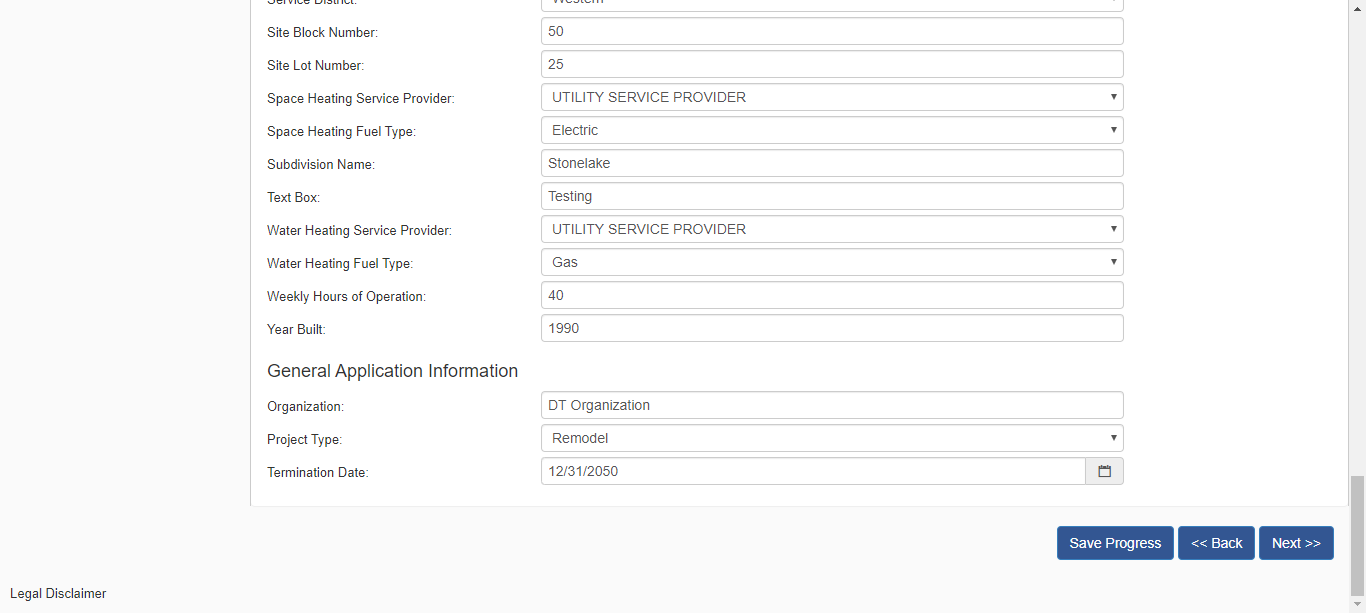 Service District: Western
Site Block Number: 50
Site Lot Number: 25
Space Heating Service Provider: UTILITY SERVICE PROVIDER
Space Heating Fuel Type: Electric
Subdivision Name: Stonelake
Text Box: Testing
Water Heating Service Provider: UTILITY SERVICE PROVIDER
Water Heating Fuel Type: Gas
Weekly Hours of Operation: 40
Year Built: 1990
General Application Information
Organization: DT Organization
Project Type: Remodel
Termination Date: 12/31/2050
Save Progress << Back Next >>
Legal Disclaimer